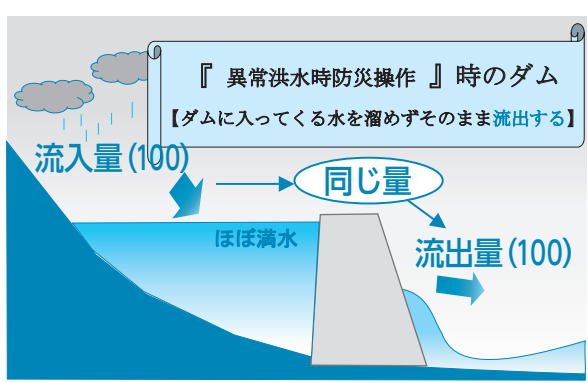 『 異常洪水時防災操作 』時のダム
【ダムに入ってくる水を溜めずそのまま流出する】
流入量(100)
同じ量
ほぼ満水
流出量(100)